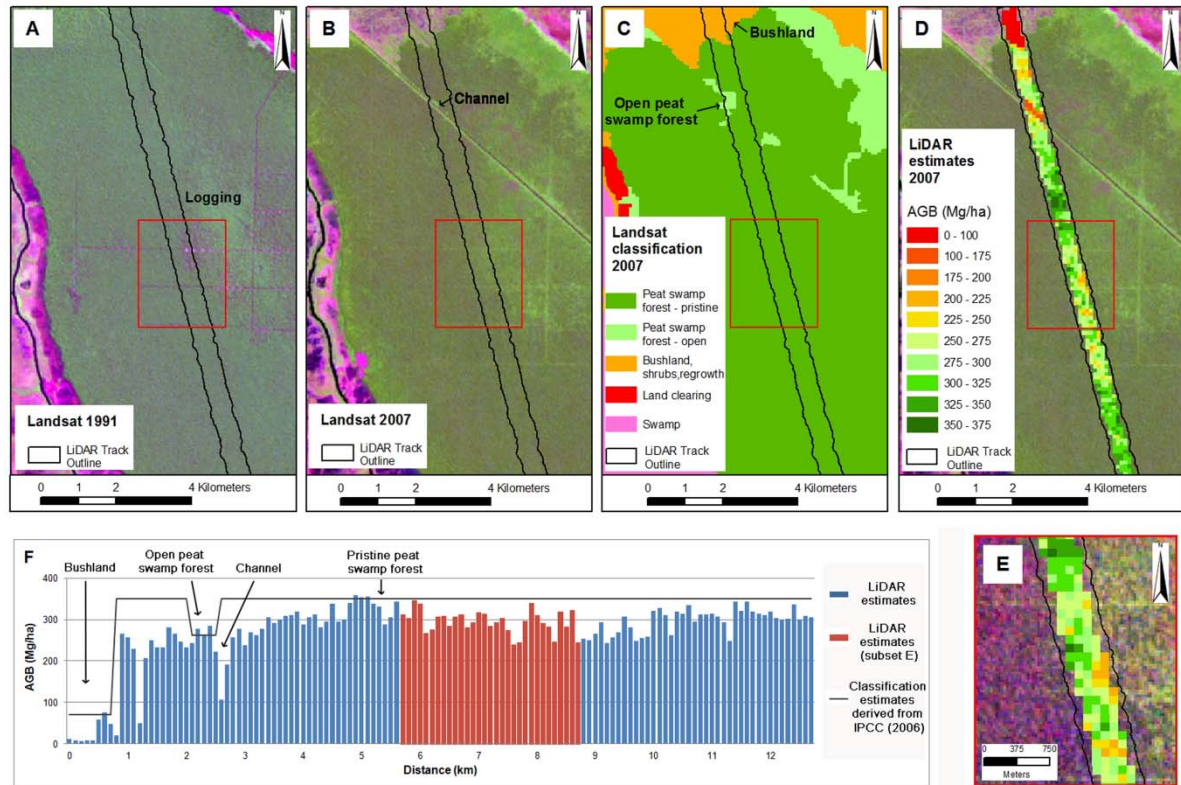 A
Logging
Landsat 1991
LiDAR Track
Outline
0 1 2 4 Kilometers
B
Channel
Landsat 2007
LiDAR Track
Outline
0 1 2 4 Kilometers
C
Bushland
Open peat
swamp forest
Landsat
classification
2007
Peat swamp
forest - pristine
Peat swamp
forest - open
Bushland,
shrubs,regrowth
Land clearing
Swamp
LiDAR Track
Outline
0 1 2 4 Kilometers
D
LiDAR
estimates
2007
AGB (Mg/ha)
0 - 100
100 - 175
175 - 200
200 - 225
225 - 250
250 - 275
275 - 300
300 - 325
325 - 350
350 - 375
LiDAR Track
Outline
0 1 2 4 Kilometers
F
Bushland
Open peat
swamp forest
Channel
Pristine peat
swamp forest
AGB (Mg/ha)
400
300
200
100
0
0 1 2 3 4 5 6 7 8 9 10 11 12
Distance (km)
LiDAR
estimates
LiDAR
estimates
(subset E)
Classification
estimates
derived from
IPCC (2006)
E
N
0 375 750
Meters